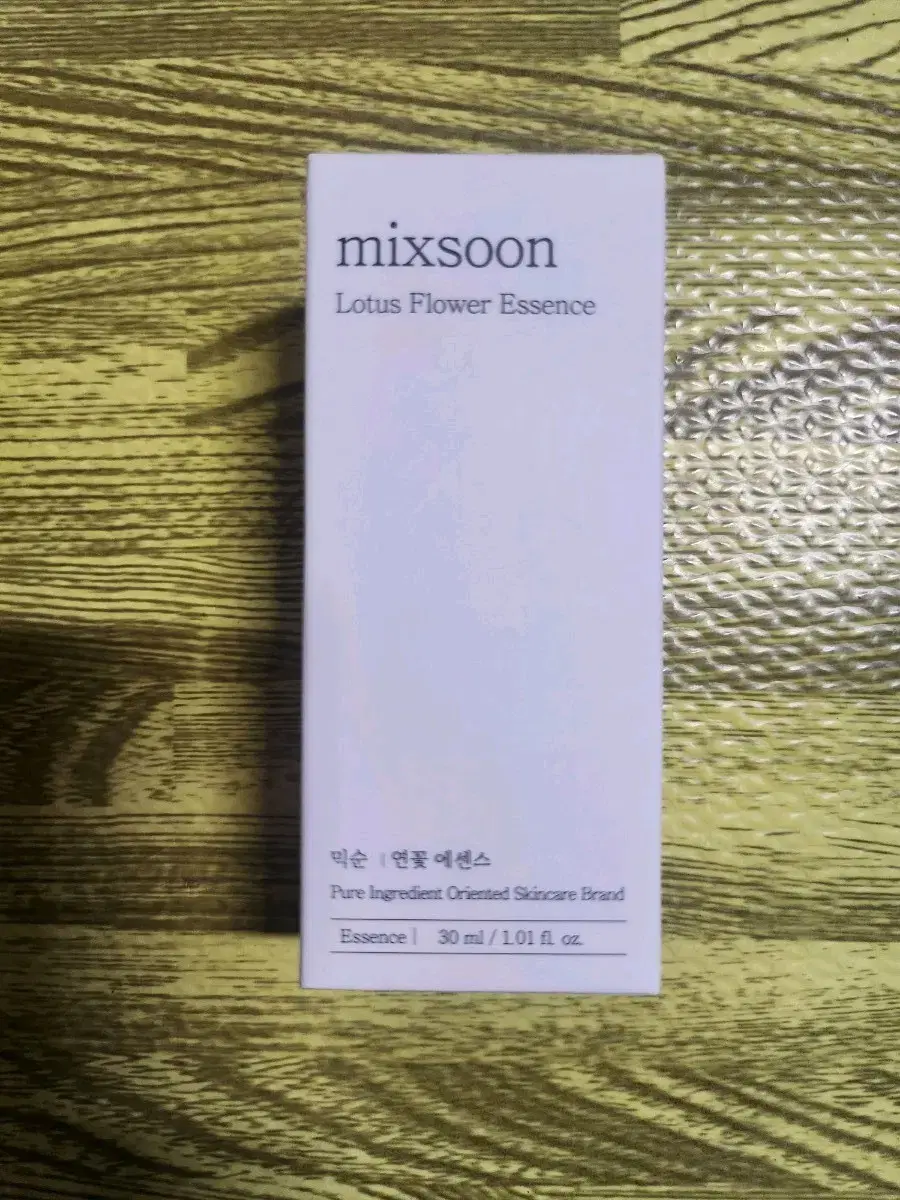 mixsoon
Lotus Flower Essence
믹순 | 연꽃 에센스
Pure Ingredient Oriented Skincare Brand
Essence | 30 ml / 1.01 fl. oz.